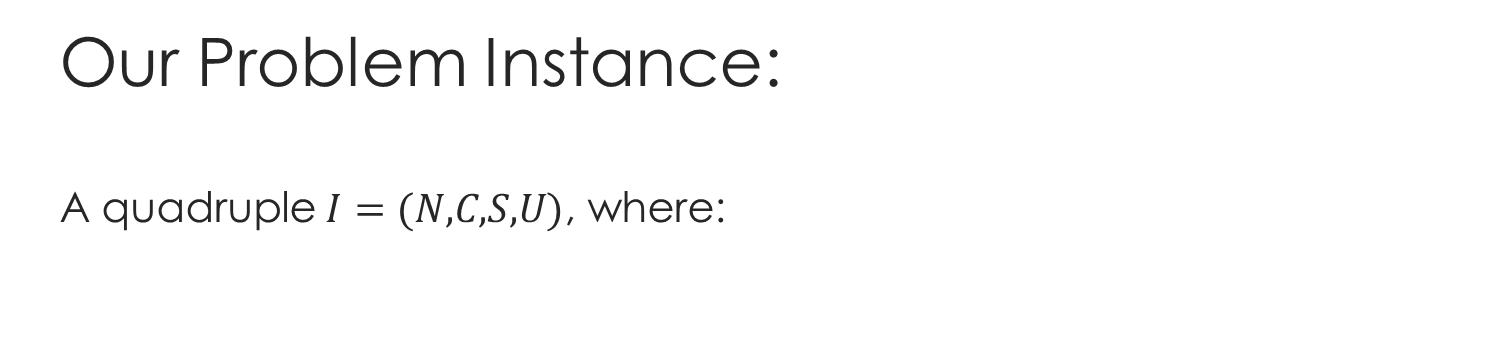 Our Problem Instance:
A quadruple I = (N,C,S,U), where: